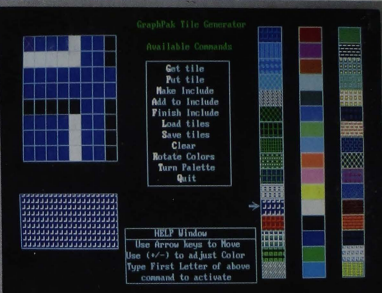 GraphPak Tile Generator
Available Commands
Get tile
Put tile
Make Include
Add to Include
Finish Include
Load tiles
Save tiles
Clear
Rotate Colors
Turn Palette
Quit
HELP Window
Use Arrow keys to Move
Use (+/-) to adjust Color
Type First Letter of above
command to activate